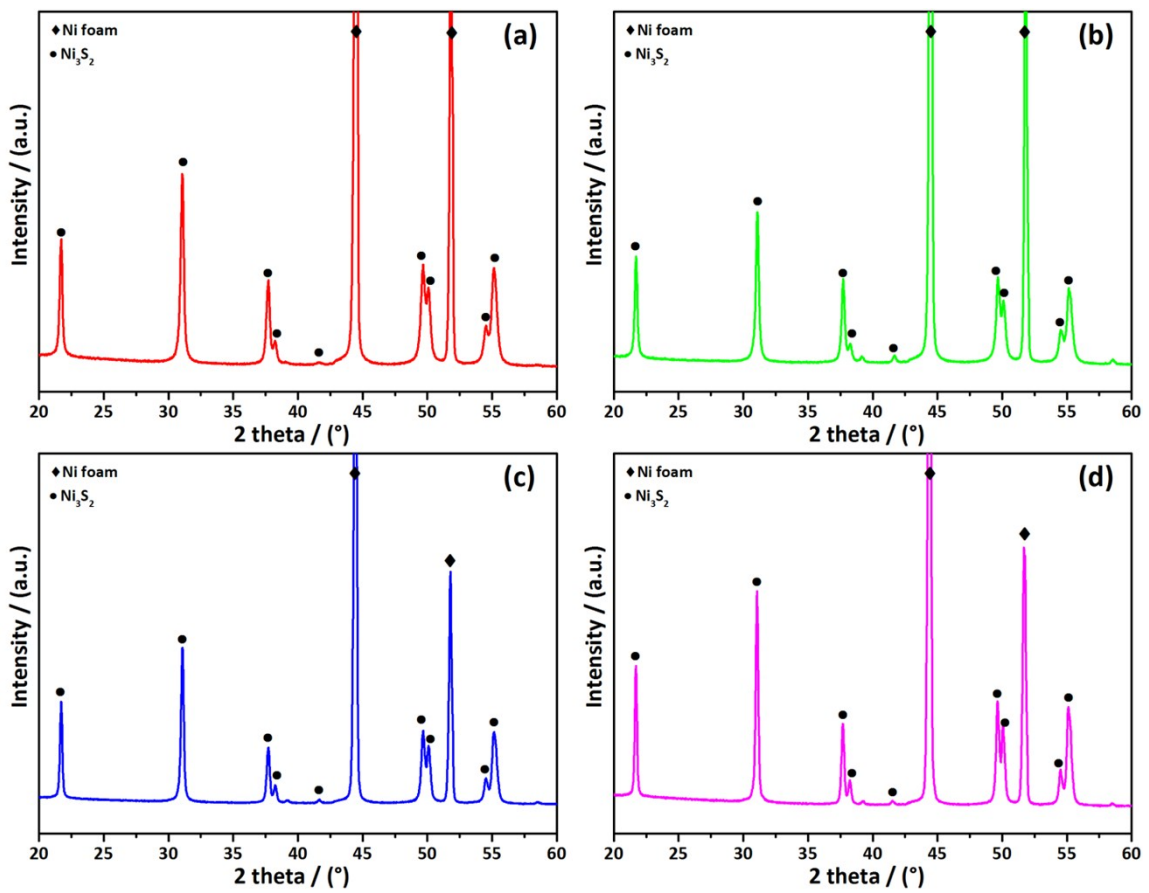 ◆ Ni foam
● Ni₃S₂
(a)
Intensity / (a.u.)
20 25 30 35 40 45 50 55 60
2 theta / (°)
◆ Ni foam
● Ni₃S₂
(b)
Intensity / (a.u.)
20 25 30 35 40 45 50 55 60
2 theta / (°)
◆ Ni foam
● Ni₃S₂
(c)
Intensity / (a.u.)
20 25 30 35 40 45 50 55 60
2 theta / (°)
◆ Ni foam
● Ni₃S₂
(d)
Intensity / (a.u.)
20 25 30 35 40 45 50 55 60
2 theta / (°)